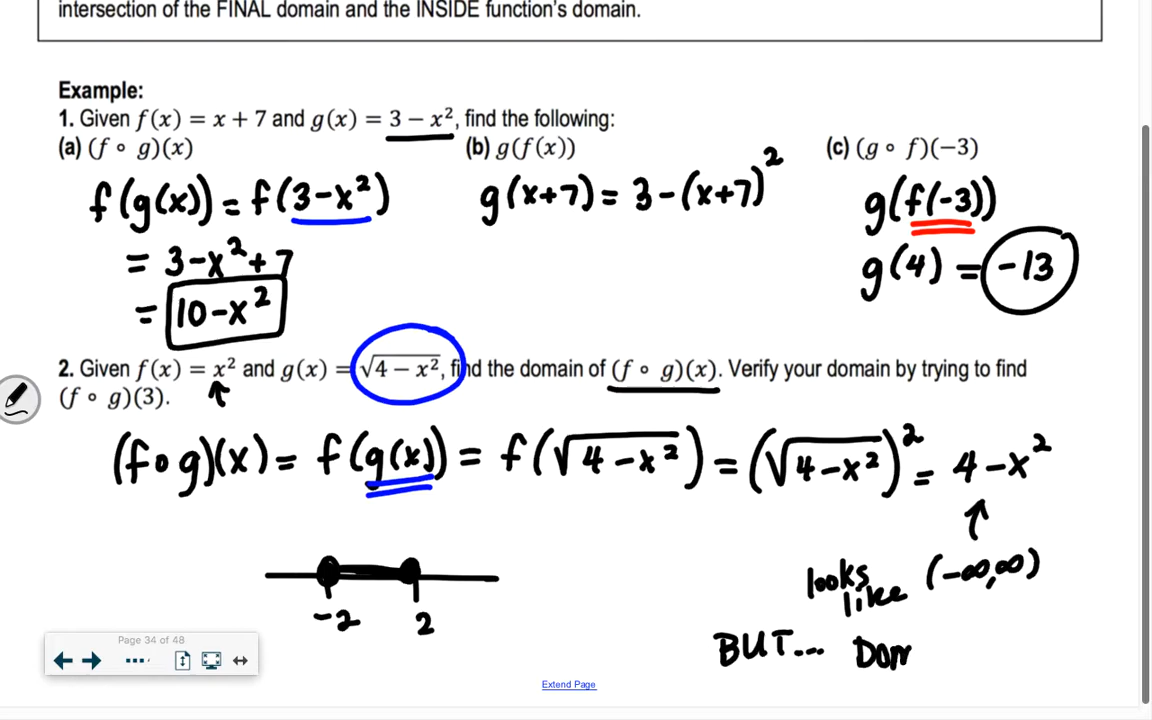 intersection of the FINAL domain and the INSIDE function's domain.
Example:
1. Given f(x) = x + 7 and g(x) = 3 − x², find the following:
(a) (f ∘ g)(x) (b) g(f(x)) (c) (g ∘ f)(−3)
f(g(x)) = f(3-x²) g(x+7) = 3-(x+7)² g(f(-3))
= 3-x²+7 g(4) = -13
= 10-x²
2. Given f(x) = x² and g(x) = √(4 − x²), find the domain of (f ∘ g)(x). Verify your domain by trying to find
(f ∘ g)(3).
(f∘g)(x) = f(g(x)) = f(√(4-x²)) = (√(4-x²))² = 4-x²
looks like (-∞,∞)
-2 2
BUT... Dom
Page 34 of 48
Extend Page